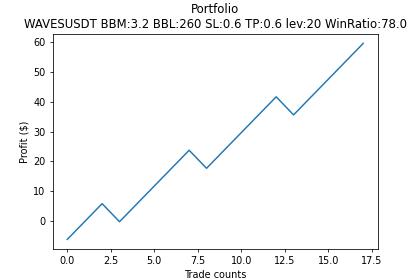 Portfolio
WAVESUSDT BBM:3.2 BBL:260 SL:0.6 TP:0.6 lev:20 WinRatio:78.0
60
50
40
30
20
10
0
Profit ($)
0.0 2.5 5.0 7.5 10.0 12.5 15.0 17.5
Trade counts